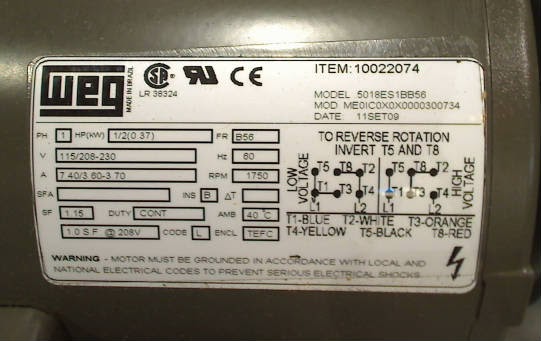 WEG
MADE IN BRAZIL
SA
LR 38324
CE
ITEM:10022074
MODEL 5018ES1BB56
MOD ME0IC0X0X0000300734
DATE: 11SET09
PH 1 HP(kW) 1/2(0.37) FR B56
V 115/208-230 Hz 60
A 7.40/3.60-3.70 RPM 1750
SFA INS B ΔT
SF 1.15 DUTY CONT AMB 40°C
1.0 S.F @ 208V CODE L ENCL TEFC
TO REVERSE ROTATION
INVERT T5 AND T8
LOW VOLTAGE
T5 T8 T2
T1 T3 T4
L1 L2
T5 T8 T2
T1 T3 T4
L1 L2
HIGH VOLTAGE
T1-BLUE T2-WHITE T3-ORANGE
T4-YELLOW T5-BLACK T8-RED
WARNING - MOTOR MUST BE GROUNDED IN ACCORDANCE WITH LOCAL AND
NATIONAL ELECTRICAL CODES TO PREVENT SERIOUS ELECTRICAL SHOCKS.